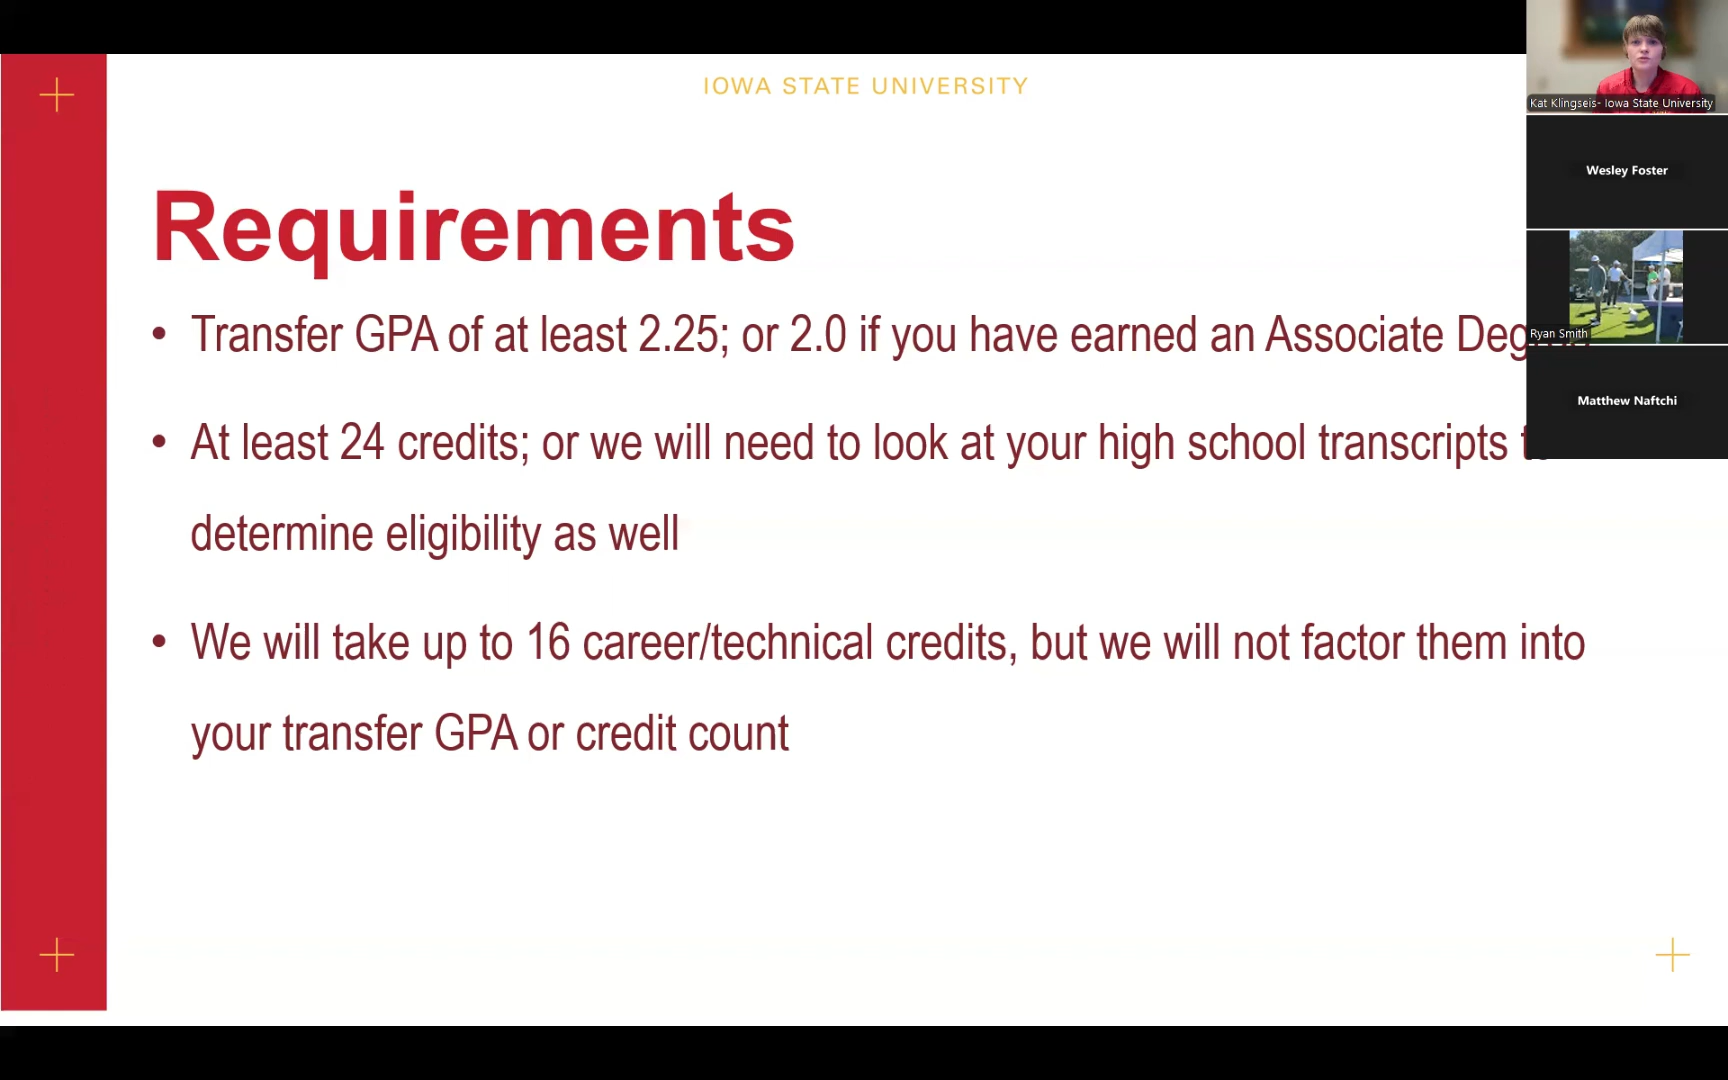 IOWA STATE UNIVERSITY
Requirements
• Transfer GPA of at least 2.25; or 2.0 if you have earned an Associate
• At least 24 credits; or we will need to look at your high school transcripts
determine eligibility as well
• We will take up to 16 career/technical credits, but we will not factor them into
your transfer GPA or credit count
Kat Klingseis- Iowa State University
Wesley Foster
Ryan Smith
Matthew Naftchi